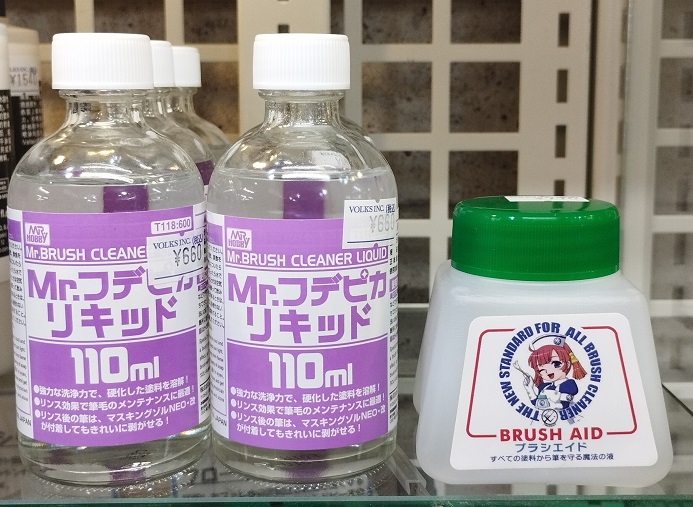 ¥154
MR.HOBBY
T118:600
VOLKS INC. (税込)
¥660
Mr.BRUSH CLEANER
Mr.フデピカ
リキッド
110ml
●強力な洗浄力で、硬化した塗料を溶解！
●リンス効果で筆毛のメンテナンスに最適！
●リンス後の筆は、マスキングゾルNEO・改
が付着してもきれいに剥がせる！
JAPAN
MR.HOBBY
VOLKS INC. (税込)
¥660
Mr.BRUSH CLEANER LIQUID
Mr.フデピカ
リキッド
110ml
●強力な洗浄力で、硬化した塗料を溶解！
●リンス効果で筆毛のメンテナンスに最適！
●リンス後の筆は、マスキングゾルNEO・改
が付着してもきれいに剥がせる！
JAPAN
THE NEW STANDARD FOR ALL BRUSH CLEANER
BRUSH AID
ブラシエイド
すべての塗料から筆を守る魔法の液